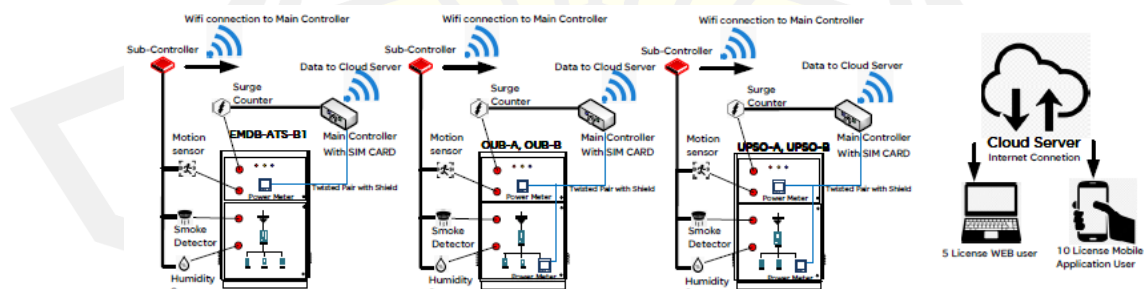 Wifi connection to Main Controller
Sub-Controller
Data to Cloud Server
Surge
Counter
EMDB-ATS-B1
Main Controller
With SIM CARD
Motion
sensor
Twisted Pair with Shield
Power Meter
Smoke
Detector
Humidity
Wifi connection to Main Controller
Sub-Controller
Data to Cloud Server
Surge
Counter
OUB-A, OUB-B
Main Controller
With SIM CARD
Motion
sensor
Twisted Pair with Shield
Power Meter
Smoke
Detector
Power Meter
Humidity
Wifi connection to Main Controller
Sub-Controller
Data to Cloud Server
Surge
Counter
UPSO-A, UPSO-B
Main Controller
With SIM CARD
Motion
sensor
Twisted Pair with Shield
Power Meter
Smoke
Detector
Power Meter
Humidity
Cloud Server
Internet Connetion
5 License WEB user
10 License Mobile
Application User